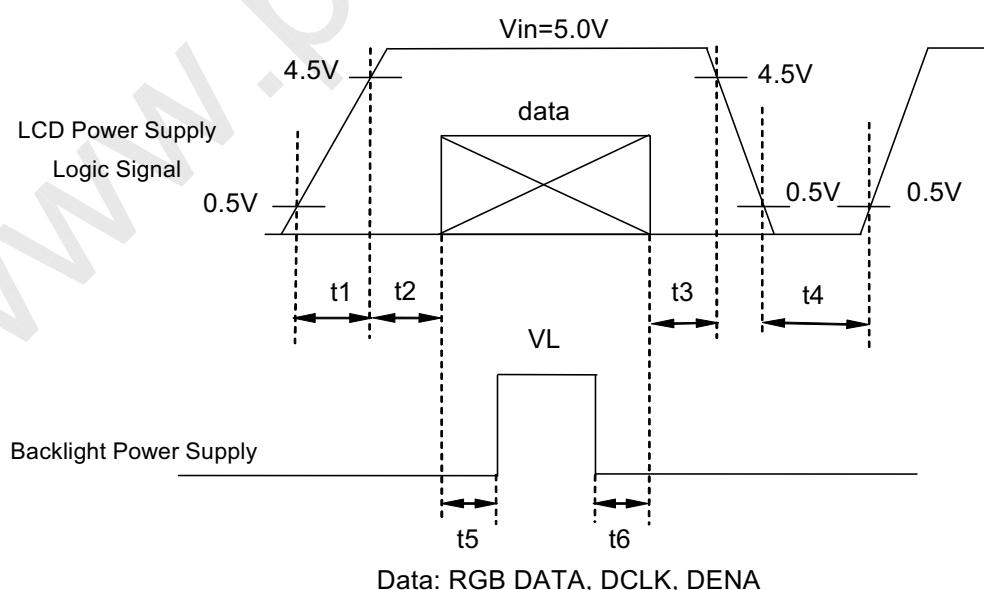 Vin=5.0V
4.5V
4.5V
data
LCD Power Supply
Logic Signal
0.5V
0.5V
0.5V
t1
t2
t3
t4
VL
Backlight Power Supply
t5
t6
Data: RGB DATA, DCLK, DENA
www.p